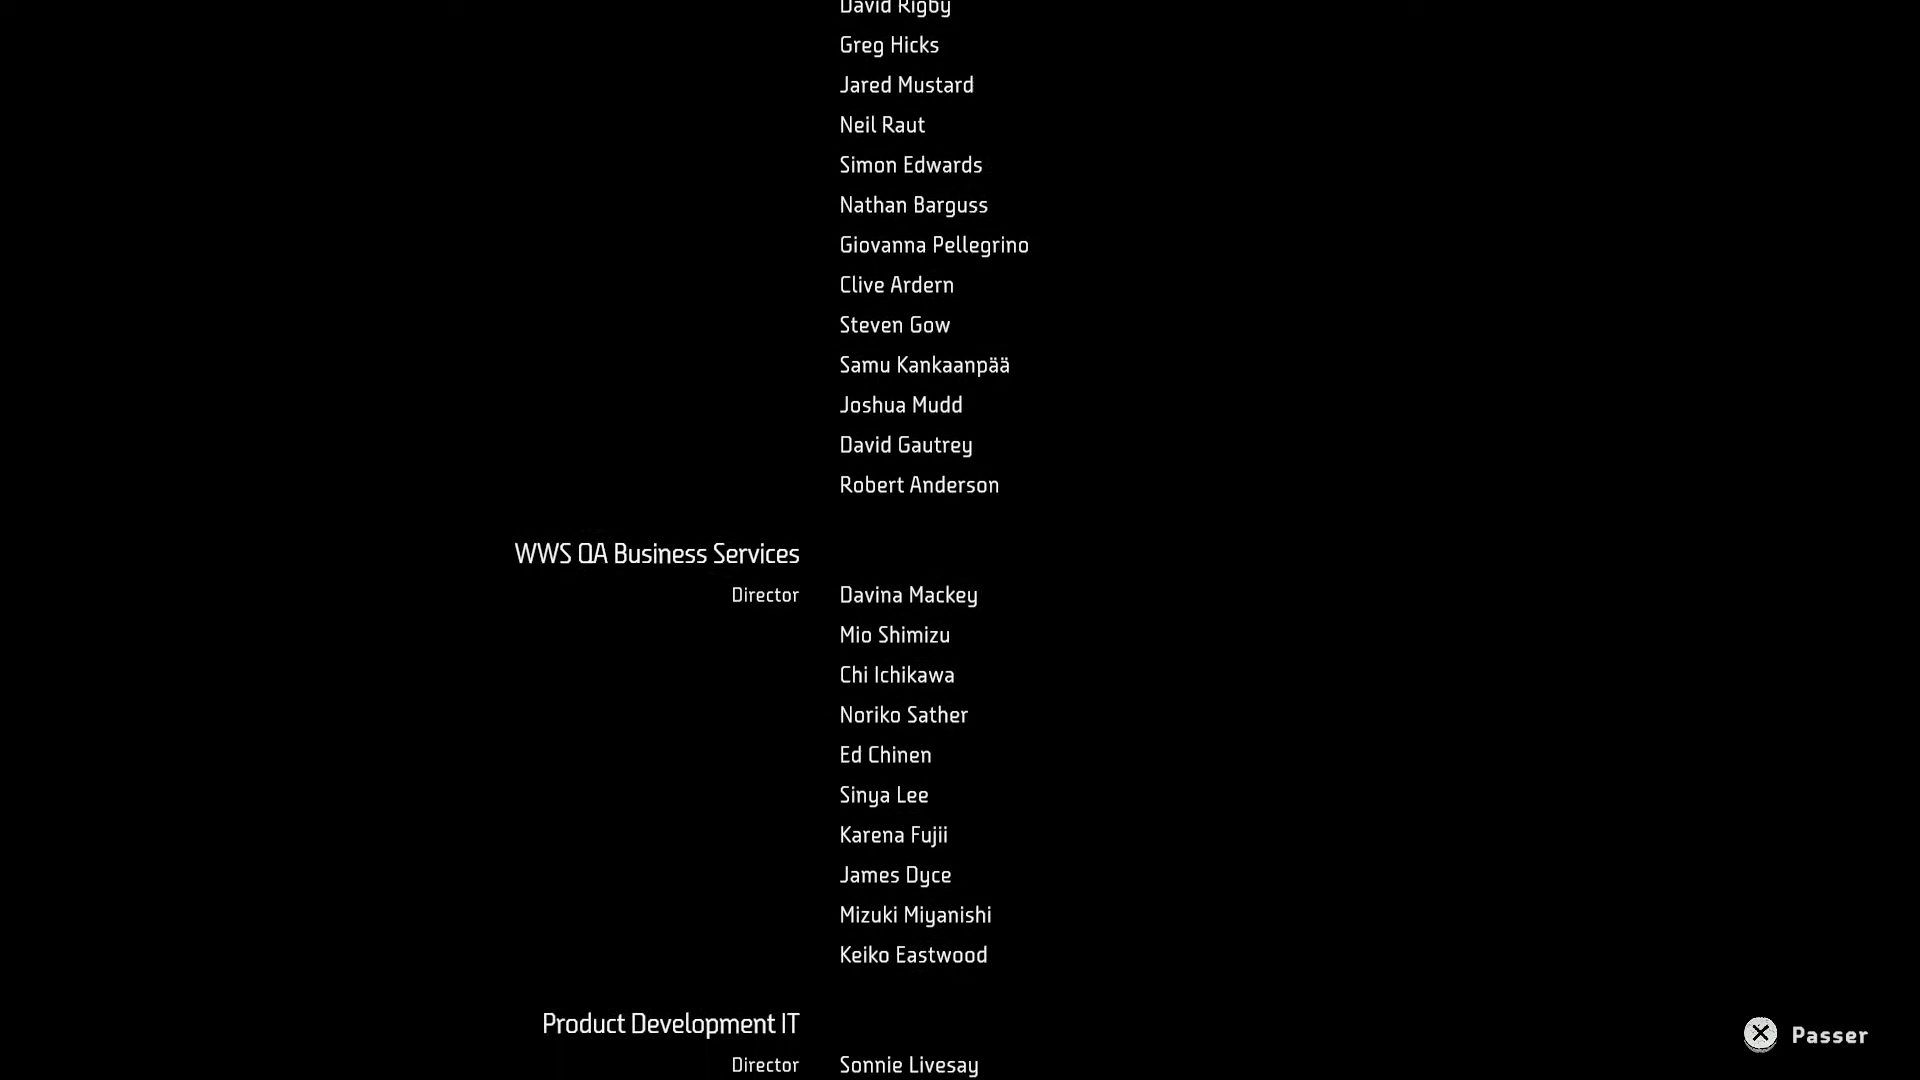 David Rigby
Greg Hicks
Jared Mustard
Neil Raut
Simon Edwards
Nathan Barguss
Giovanna Pellegrino
Clive Ardern
Steven Gow
Samu Kankaanpää
Joshua Mudd
David Gautrey
Robert Anderson
WWS QA Business Services
Director Davina Mackey
Mio Shimizu
Chi Ichikawa
Noriko Sather
Ed Chinen
Sinya Lee
Karena Fujii
James Dyce
Mizuki Miyanishi
Keiko Eastwood
Product Development IT
Director Sonnie Livesay
Passer